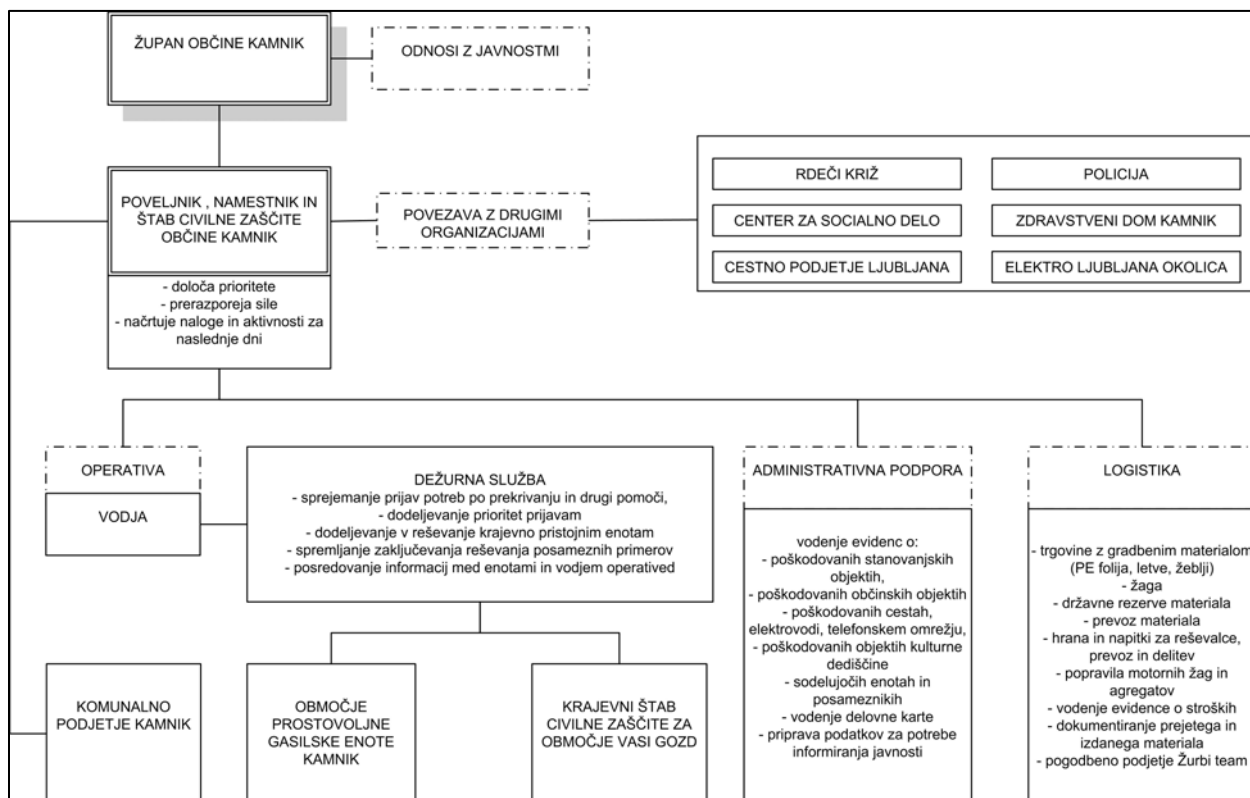 ŽUPAN OBČINE KAMNIK
ODNOSI Z JAVNOSTMI
POVELJNIK , NAMESTNIK IN
ŠTAB CIVILNE ZAŠČITE
OBČINE KAMNIK
- določa prioritete
- prerazporeja sile
- načrtuje naloge in aktivnosti za
naslednje dni
POVEZAVA Z DRUGIMI
ORGANIZACIJAMI
RDEČI KRIŽ
POLICIJA
CENTER ZA SOCIALNO DELO
ZDRAVSTVENI DOM KAMNIK
CESTNO PODJETJE LJUBLJANA
ELEKTRO LJUBLJANA OKOLICA
OPERATIVA
VODJA
DEŽURNA SLUŽBA
- sprejemanje prijav potreb po prekrivanju in drugi pomoči,
- dodeljevanje prioritet prijavam
- dodeljevanje v reševanje krajevno pristojnim enotam
- spremljanje zaključevanja reševanja posameznih primerov
- posredovanje informacij med enotami in vodjem operatived
KOMUNALNO
PODJETJE KAMNIK
OBMOČJE
PROSTOVOLJNE
GASILSKE ENOTE
KAMNIK
KRAJEVNI ŠTAB
CIVILNE ZAŠČITE ZA
OBMOČJE VASI GOZD
ADMINISTRATIVNA PODPORA
vodenje evidenc o:
- poškodovanih stanovanjskih
objektih,
- poškodovanih občinskih objektih
- poškodovanih cestah,
elektrovodi, telefonskem omrežju,
- poškodovanih objektih kulturne
dediščine
- sodelujočih enotah in
posameznikih
- vodenje delovne karte
- priprava podatkov za potrebe
informiranja javnosti
LOGISTIKA
- trgovine z gradbenim materialom
(PE folija, letve, žeblji)
- žaga
- državne rezerve materiala
- prevoz materiala
- hrana in napitki za reševalce,
prevoz in delitev
- popravila motornih žag in
agregatov
- vodenje evidence o stroških
- dokumentiranje prejetega in
izdanega materiala
- pogodbeno podjetje Žurbi team